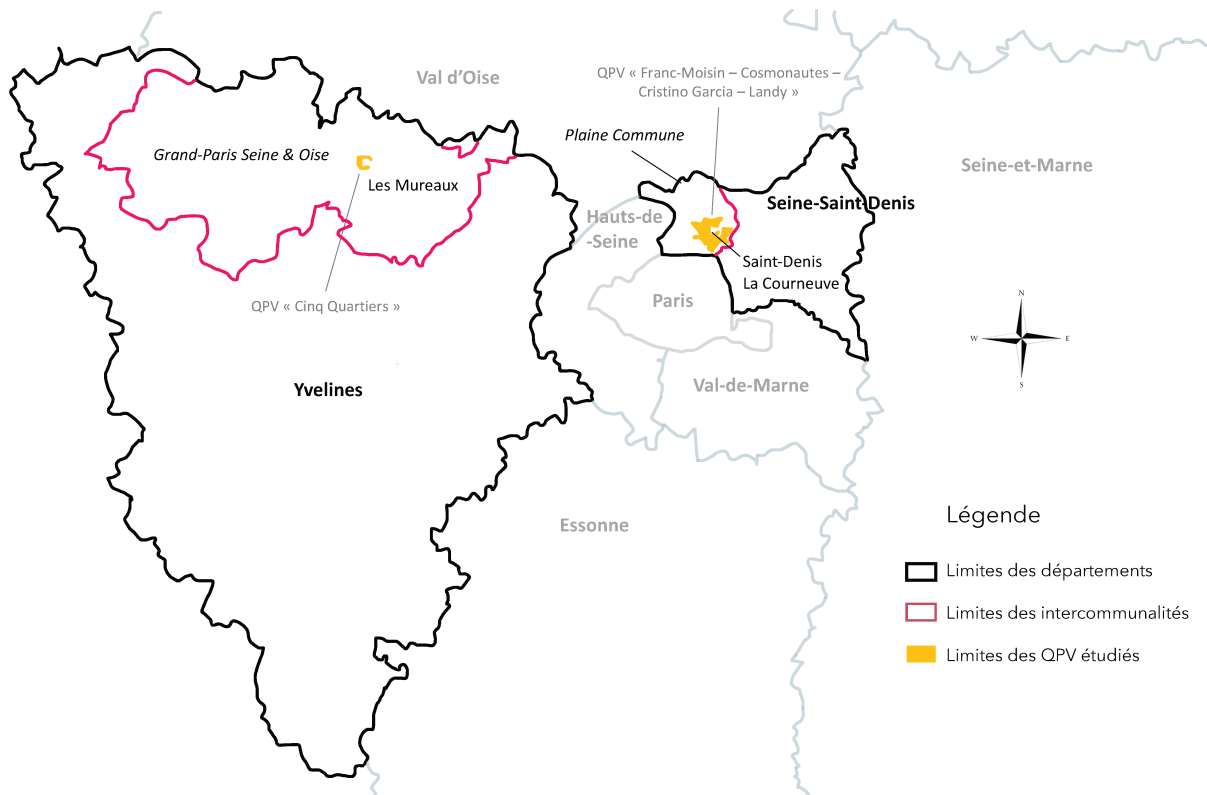 Val d'Oise
QPV « Franc-Moisin – Cosmonautes –
Cristino Garcia – Landy »
Plaine Commune
Grand-Paris Seine & Oise
Les Mureaux
Seine-et-Marne
Seine-Saint-Denis
Hauts-de
-Seine
Saint-Denis
La Courneuve
QPV « Cinq Quartiers »
Paris
N
W
E
S
Yvelines
Val-de-Marne
Essonne
Légende
Limites des départements
Limites des intercommunalités
Limites des QPV étudiés